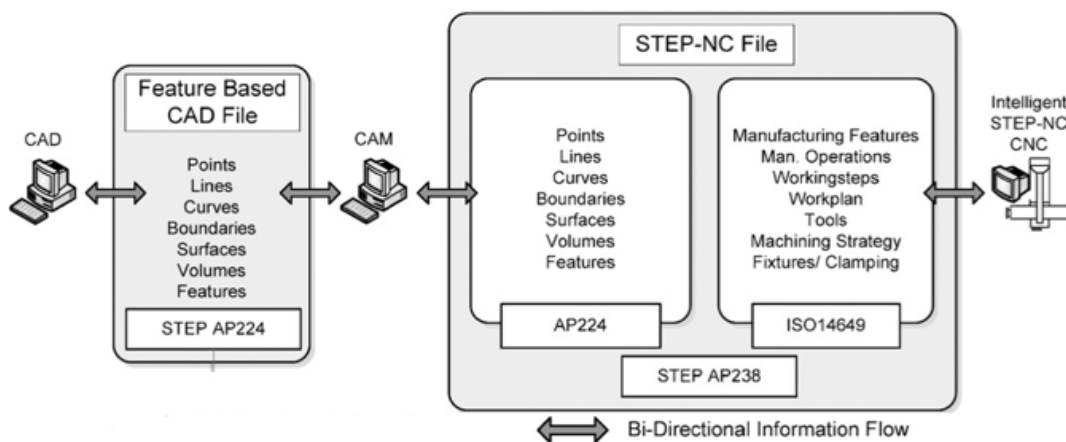 CAD
Feature Based
CAD File
Points
Lines
Curves
Boundaries
Surfaces
Volumes
Features
STEP AP224
CAM
STEP-NC File
Points
Lines
Curves
Boundaries
Surfaces
Volumes
Features
AP224
Manufacturing Features
Man. Operations
Workingsteps
Workplan
Tools
Machining Strategy
Fixtures/ Clamping
ISO14649
STEP AP238
Intelligent
STEP-NC
CNC
Bi-Directional Information Flow